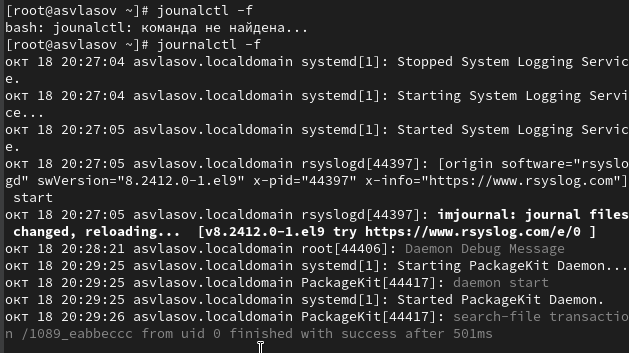 [root@asvlasov ~]# jounalctl -f
bash: jounalctl: команда не найдена...
[root@asvlasov ~]# journalctl -f
окт 18 20:27:04 asvlasov.localdomain systemd[1]: Stopped System Logging Servic
e.
окт 18 20:27:04 asvlasov.localdomain systemd[1]: Starting System Logging Servi
ce...
окт 18 20:27:05 asvlasov.localdomain systemd[1]: Started System Logging Servic
e.
окт 18 20:27:05 asvlasov.localdomain rsyslogd[44397]: [origin software="rsyslo
gd" swVersion="8.2412.0-1.el9" x-pid="44397" x-info="https://www.rsyslog.com"]
start
окт 18 20:27:05 asvlasov.localdomain rsyslogd[44397]: imjournal: journal files
changed, reloading...  [v8.2412.0-1.el9 try https://www.rsyslog.com/e/0 ]
окт 18 20:28:21 asvlasov.localdomain root[44406]: Daemon Debug Message
окт 18 20:29:25 asvlasov.localdomain systemd[1]: Starting PackageKit Daemon...
окт 18 20:29:25 asvlasov.localdomain PackageKit[44417]: daemon start
окт 18 20:29:25 asvlasov.localdomain systemd[1]: Started PackageKit Daemon.
окт 18 20:29:26 asvlasov.localdomain PackageKit[44417]: search-file transactio
n /1089_eabbeccc from uid 0 finished with success after 501ms